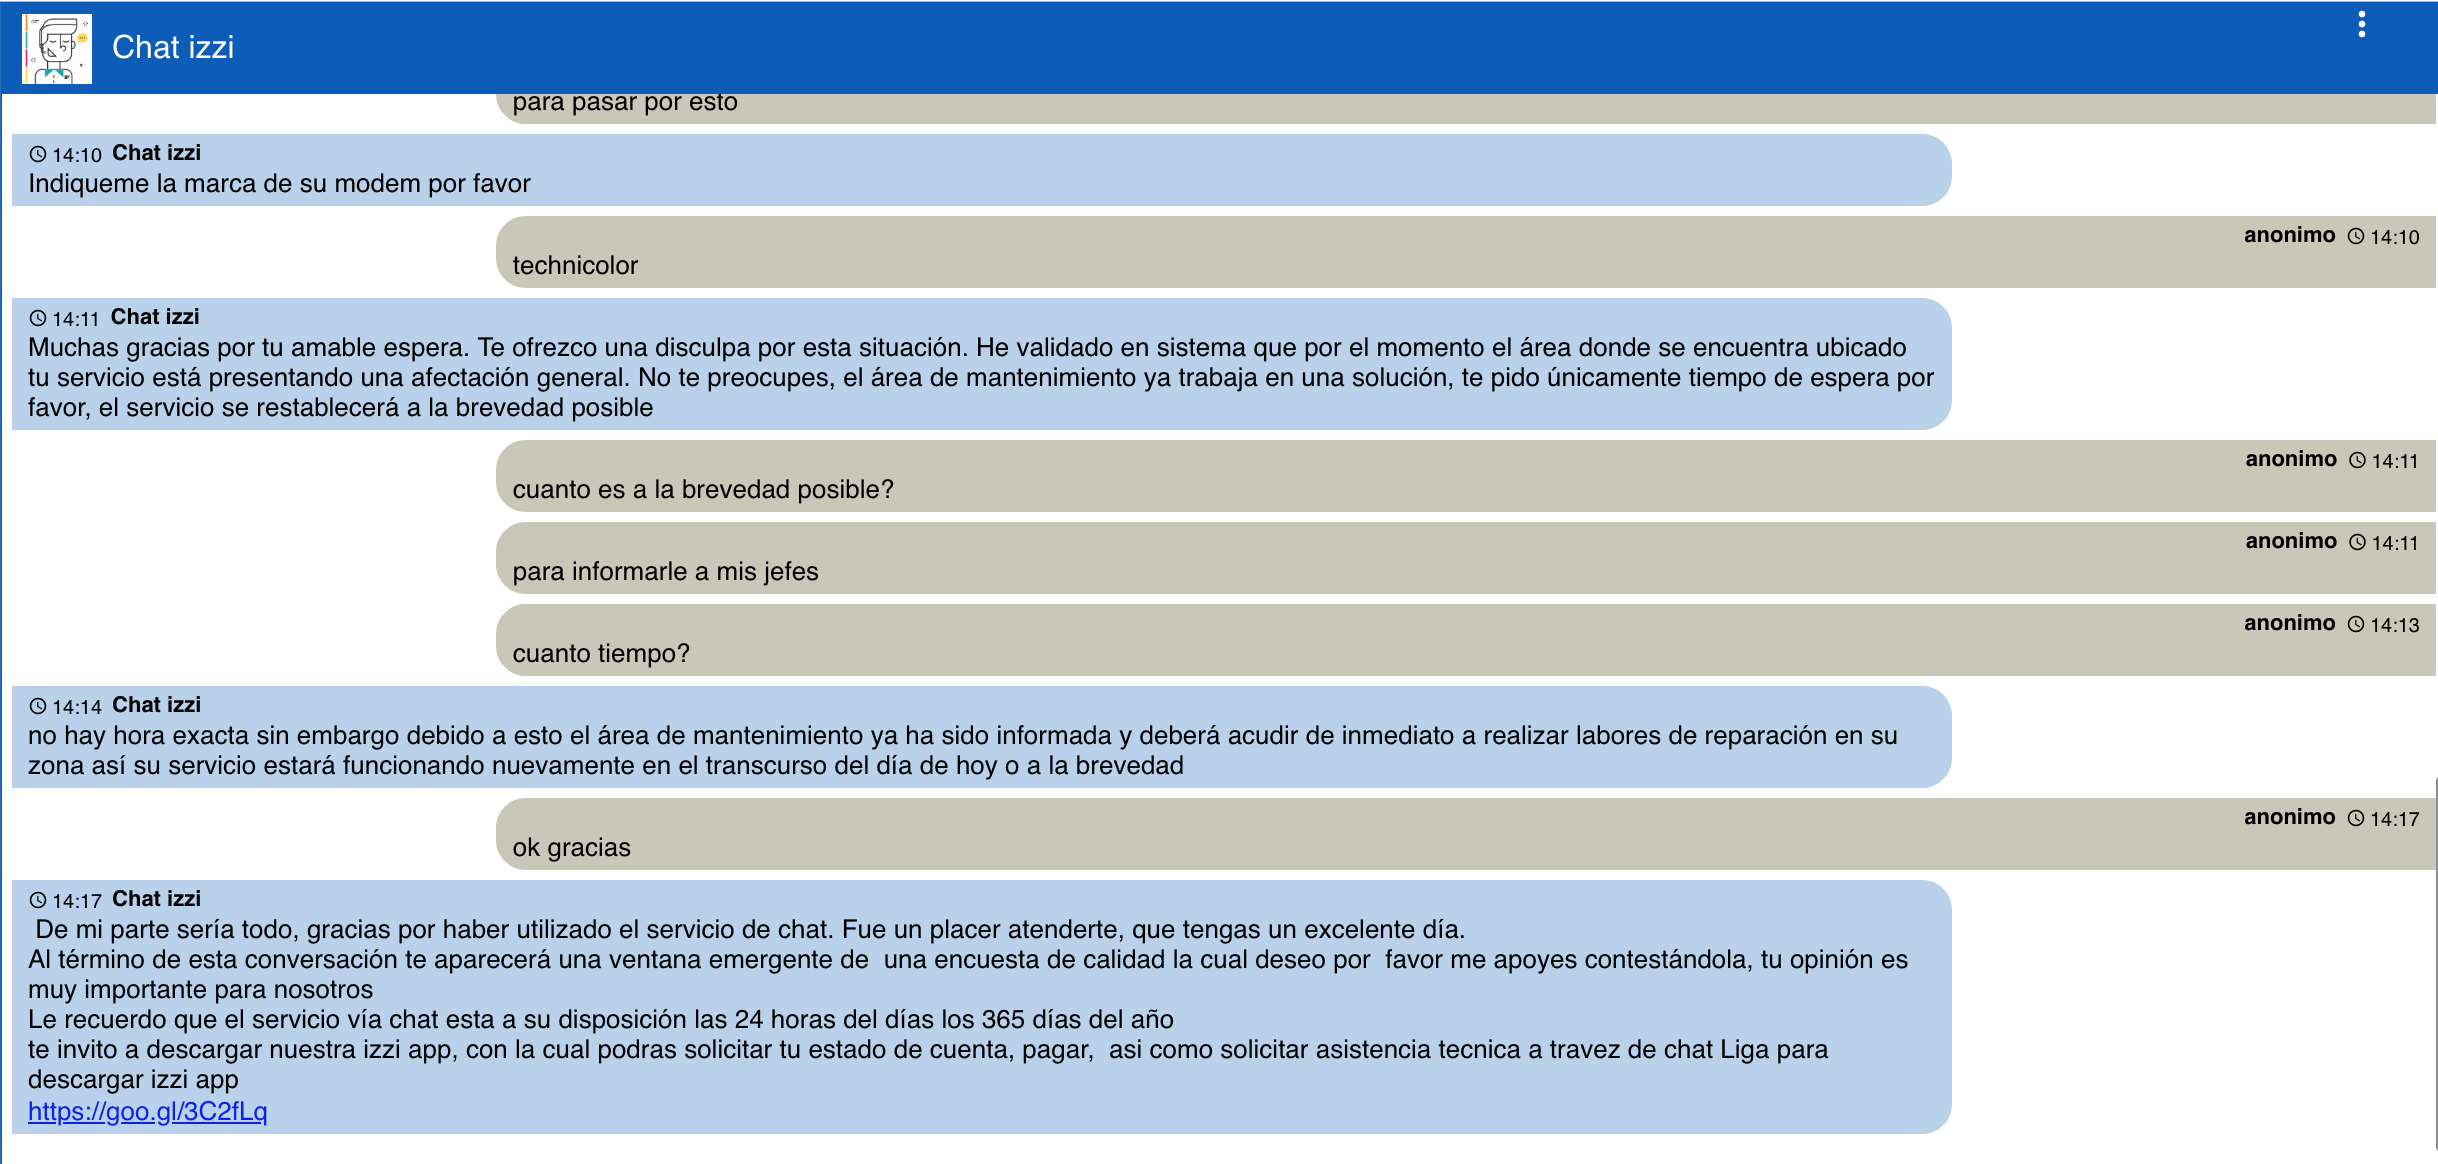 Chat izzi
para pasar por esto
14:10 Chat izzi
Indiqueme la marca de su modem por favor
anonimo 14:10
technicolor
14:11 Chat izzi
Muchas gracias por tu amable espera. Te ofrezco una disculpa por esta situación. He validado en sistema que por el momento el área donde se encuentra ubicado
tu servicio está presentando una afectación general. No te preocupes, el área de mantenimiento ya trabaja en una solución, te pido únicamente tiempo de espera por
favor, el servicio se restablecerá a la brevedad posible
anonimo 14:11
cuanto es a la brevedad posible?
anonimo 14:11
para informarle a mis jefes
anonimo 14:13
cuanto tiempo?
14:14 Chat izzi
no hay hora exacta sin embargo debido a esto el área de mantenimiento ya ha sido informada y deberá acudir de inmediato a realizar labores de reparación en su
zona así su servicio estará funcionando nuevamente en el transcurso del día de hoy o a la brevedad
anonimo 14:17
ok gracias
14:17 Chat izzi
De mi parte sería todo, gracias por haber utilizado el servicio de chat. Fue un placer atenderte, que tengas un excelente día.
Al término de esta conversación te aparecerá una ventana emergente de  una encuesta de calidad la cual deseo por  favor me apoyes contestándola, tu opinión es
muy importante para nosotros
Le recuerdo que el servicio vía chat esta a su disposición las 24 horas del días los 365 días del año
te invito a descargar nuestra izzi app, con la cual podras solicitar tu estado de cuenta, pagar,  asi como solicitar asistencia tecnica a travez de chat Liga para
descargar izzi app
https://goo.gl/3C2fLq